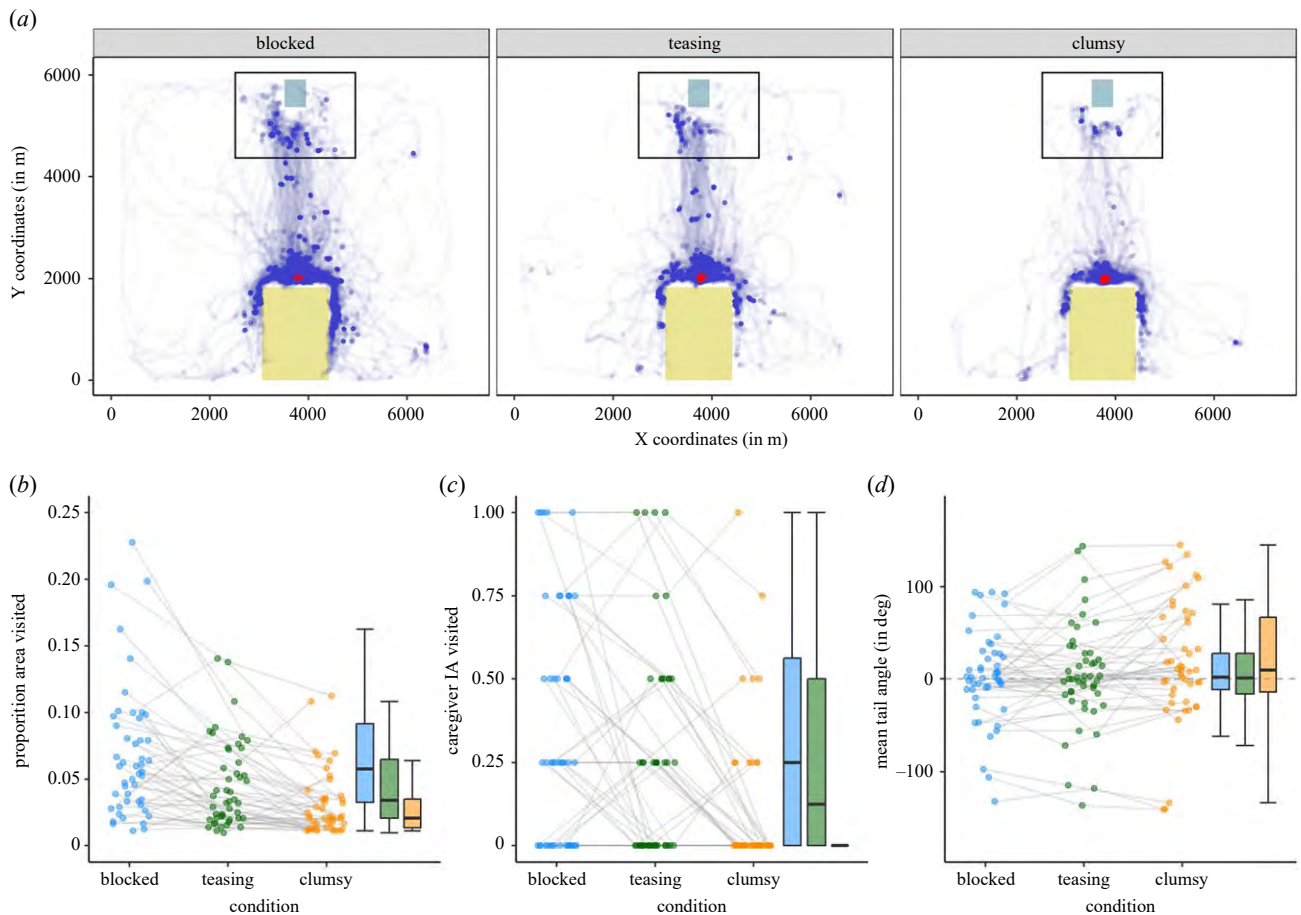 (a)
blocked teasing clumsy
6000
4000
2000
0
Y coordinates (in m)
0 2000 4000 6000 0 2000 4000 6000 0 2000 4000 6000
X coordinates (in m)
(b) (c) (d)
0.25
0.20
0.15
0.10
0.05
0
proportion area visited
blocked teasing clumsy
condition
1.00
0.75
0.50
0.25
0
caregiver IA visited
blocked teasing clumsy
condition
100
0
−100
mean tail angle (in deg)
blocked teasing clumsy
condition